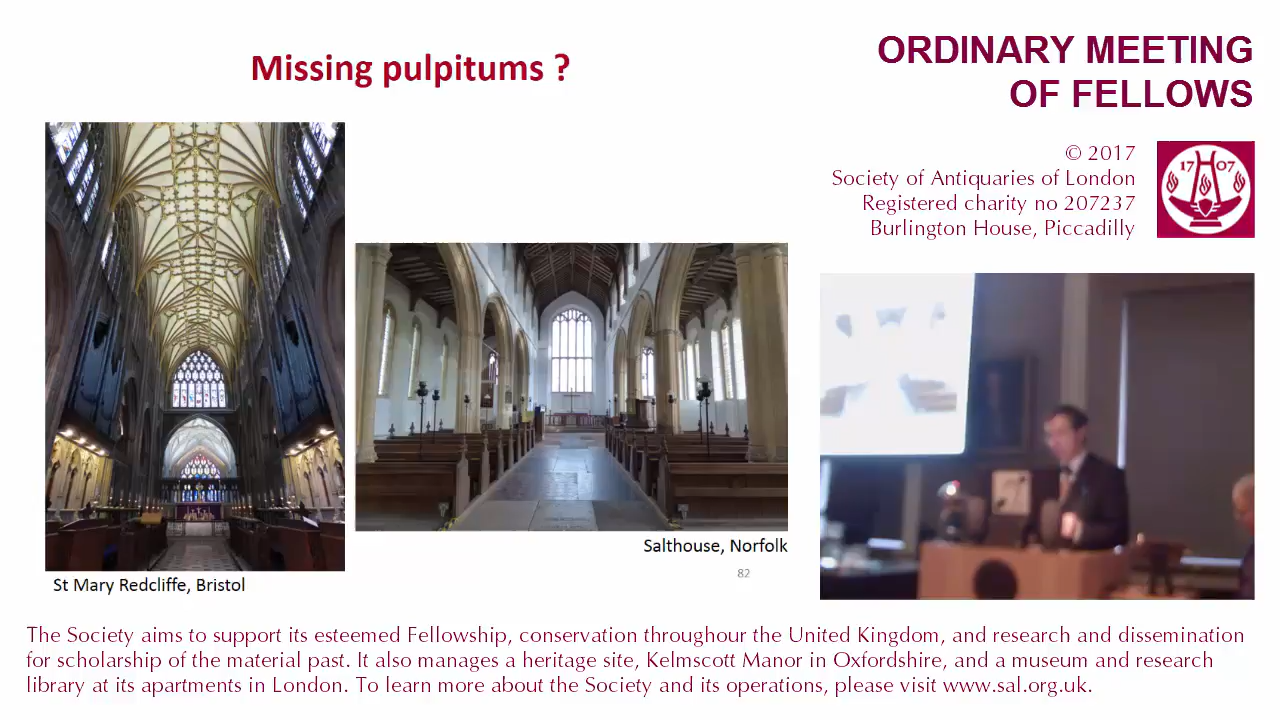 Missing pulpitums ?
ORDINARY MEETING
OF FELLOWS
© 2017
Society of Antiquaries of London
Registered charity no 207237
Burlington House, Piccadilly
17 07
St Mary Redcliffe, Bristol
Salthouse, Norfolk
82
The Society aims to support its esteemed Fellowship, conservation throughour the United Kingdom, and research and dissemination
for scholarship of the material past. It also manages a heritage site, Kelmscott Manor in Oxfordshire, and a museum and research
library at its apartments in London. To learn more about the Society and its operations, please visit www.sal.org.uk.